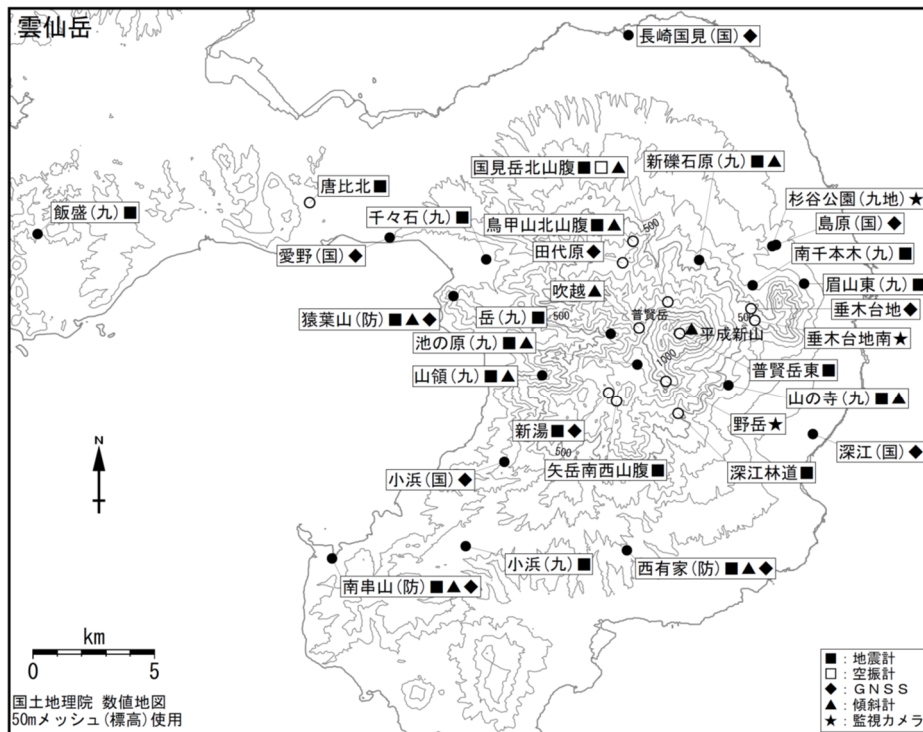 雲仙岳
長崎国見(国)◆
国見岳北山腹■□▲
新礫石原(九)■▲
唐比北■
杉谷公園(九地)★
飯盛(九)■
千々石(九)■
鳥甲山北山腹■▲
島原(国)◆
愛野(国)◆
田代原◆
南千本木(九)■
500
吹越▲
眉山東(九)■
猿葉山(防)■▲◆
岳(九)■
500
普賢岳
500
垂木台地◆
池の原(九)■▲
平成新山
垂木台地南★
1000
山領(九)■▲
普賢岳東■
山の寺(九)■▲
新湯■◆
野岳★
500
深江(国)◆
小浜(国)◆
矢岳南西山腹■
深江林道■
N
小浜(九)■
西有家(防)■▲◆
南串山(防)■▲◆
km
0 5
国土地理院 数値地図
50mメッシュ(標高)使用
■:地震計
□:空振計
◆:GNSS
▲:傾斜計
★:監視カメラ